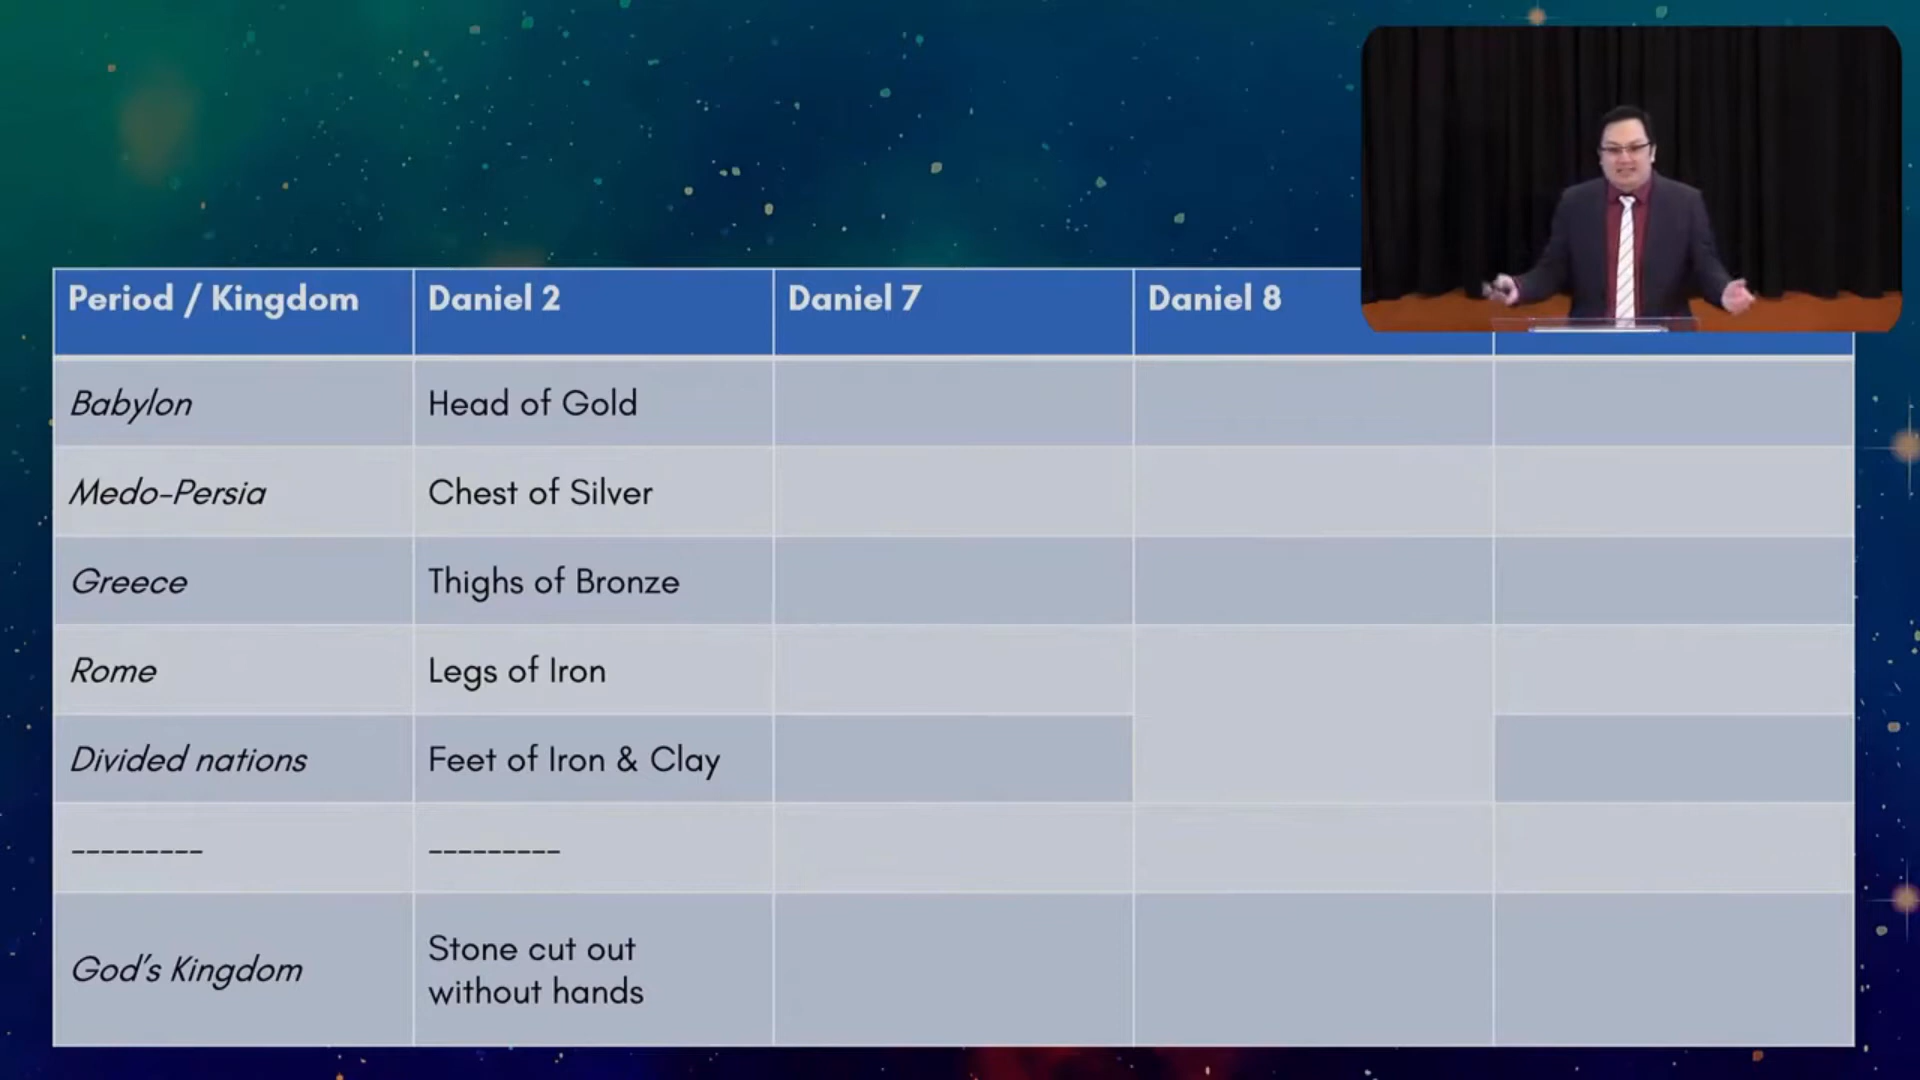 Period / Kingdom Daniel 2 Daniel 7 Daniel 8
Babylon Head of Gold
Medo-Persia Chest of Silver
Greece Thighs of Bronze
Rome Legs of Iron
Divided nations Feet of Iron & Clay
--------- ---------
God's Kingdom Stone cut out
without hands